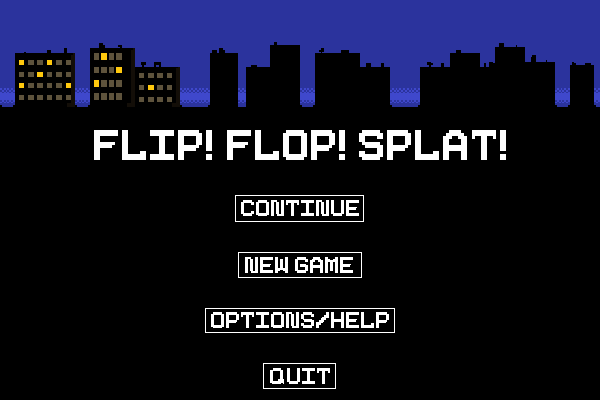 FLIP! FLOP! SPLAT!
CONTINUE
NEW GAME
OPTIONS/HELP
QUIT